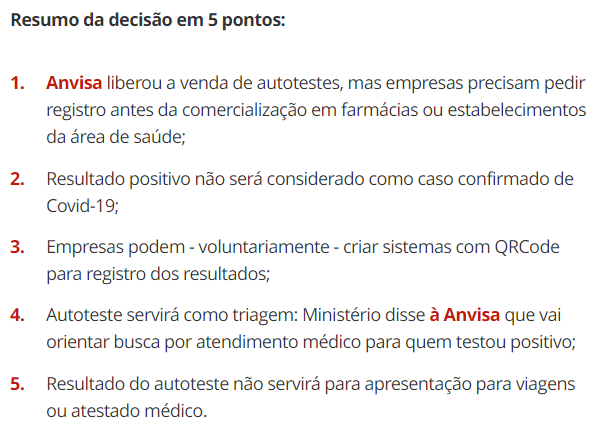 Resumo da decisão em 5 pontos:
1. Anvisa liberou a venda de autotestes, mas empresas precisam pedir
registro antes da comercialização em farmácias ou estabelecimentos
da área de saúde;
2. Resultado positivo não será considerado como caso confirmado de
Covid-19;
3. Empresas podem - voluntariamente - criar sistemas com QRCode
para registro dos resultados;
4. Autoteste servirá como triagem: Ministério disse à Anvisa que vai
orientar busca por atendimento médico para quem testou positivo;
5. Resultado do autoteste não servirá para apresentação para viagens
ou atestado médico.